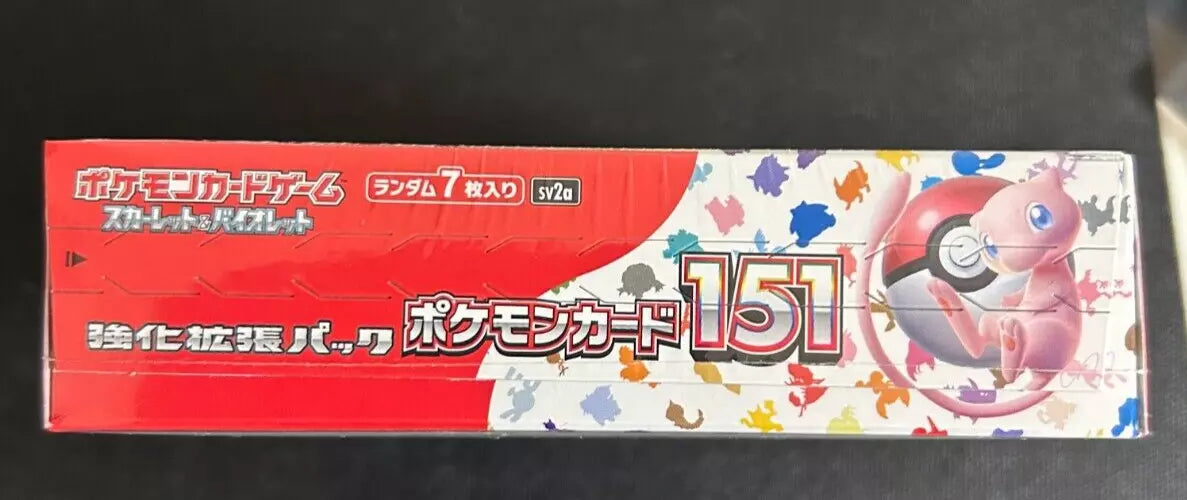 ポケモンカードゲーム
スカーレット&バイオレット
ランダム7枚入り
sv2a
強化拡張パック
ポケモンカード151